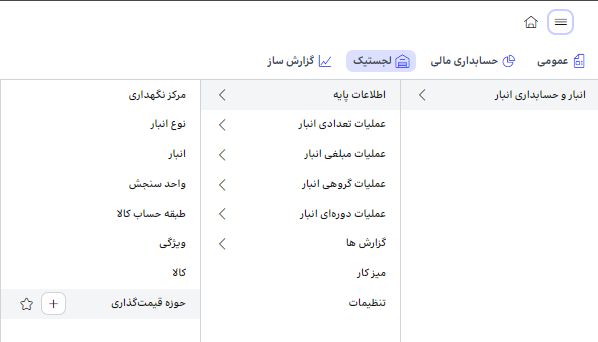 عمومی
حسابداری مالی
لجستیک
گزارش ساز
انبار و حسابداری انبار
اطلاعات پایه
عملیات تعدادی انبار
عملیات مبلغی انبار
عملیات گروهی انبار
عملیات دوره‌ای انبار
گزارش ها
میز کار
تنظیمات
مرکز نگهداری
نوع انبار
انبار
واحد سنجش
طبقه حساب کالا
ویژگی
کالا
حوزه قیمت‌گذاری